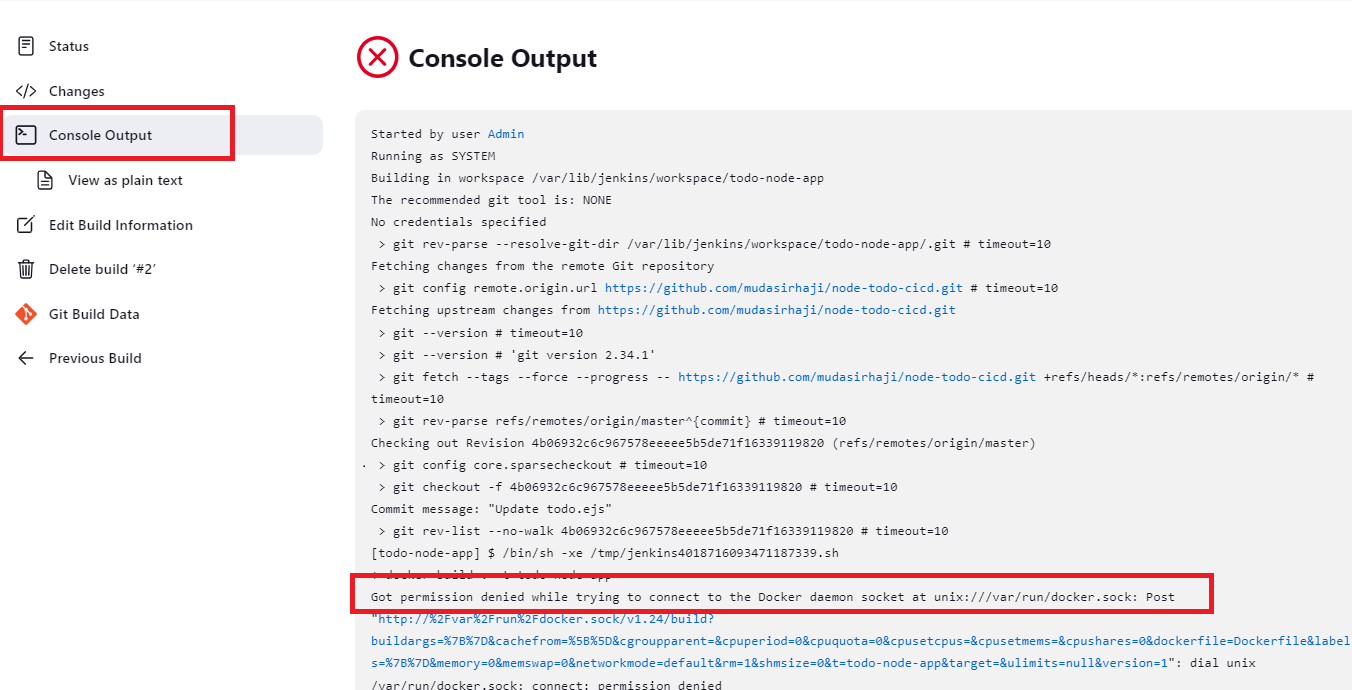 Status
Changes
Console Output
View as plain text
Edit Build Information
Delete build ‘#2’
Git Build Data
Previous Build
Console Output
Started by user Admin
Running as SYSTEM
Building in workspace /var/lib/jenkins/workspace/todo-node-app
The recommended git tool is: NONE
No credentials specified
> git rev-parse --resolve-git-dir /var/lib/jenkins/workspace/todo-node-app/.git # timeout=10
Fetching changes from the remote Git repository
> git config remote.origin.url https://github.com/mudasirhaji/node-todo-cicd.git # timeout=10
Fetching upstream changes from https://github.com/mudasirhaji/node-todo-cicd.git
> git --version # timeout=10
> git --version # 'git version 2.34.1'
> git fetch --tags --force --progress -- https://github.com/mudasirhaji/node-todo-cicd.git +refs/heads/*:refs/remotes/origin/* #
timeout=10
> git rev-parse refs/remotes/origin/master^{commit} # timeout=10
Checking out Revision 4b06932c6c967578eeeee5b5de71f16339119820 (refs/remotes/origin/master)
> git config core.sparsecheckout # timeout=10
> git checkout -f 4b06932c6c967578eeeee5b5de71f16339119820 # timeout=10
Commit message: "Update todo.ejs"
> git rev-list --no-walk 4b06932c6c967578eeeee5b5de71f16339119820 # timeout=10
[todo-node-app] $ /bin/sh -xe /tmp/jenkins4018716093471187339.sh
+ docker build . -t todo-node-app
Got permission denied while trying to connect to the Docker daemon socket at unix:///var/run/docker.sock: Post
"http://%2Fvar%2Frun%2Fdocker.sock/v1.24/build?
buildargs=%7B%7D&cachefrom=%5B%5D&cgroupparent=&cpuperiod=0&cpuquota=0&cpusetcpus=&cpusetmems=&cpushares=0&dockerfile=Dockerfile&label
s=%7B%7D&memory=0&memswap=0&networkmode=default&rm=1&shmsize=0&t=todo-node-app&target=&ulimits=null&version=1": dial unix
/var/run/docker.sock: connect: permission denied